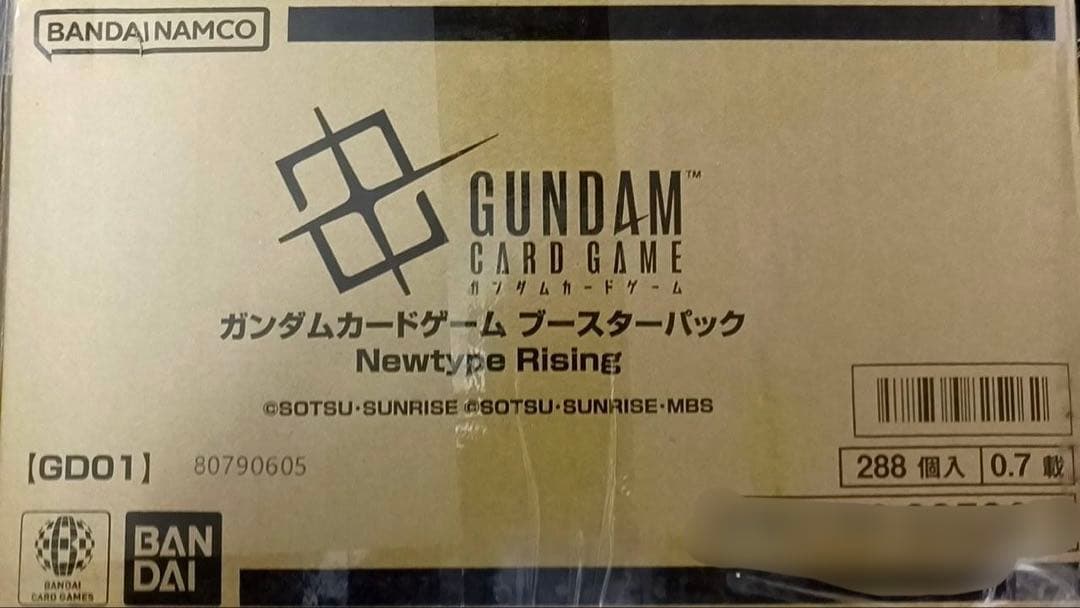 BANDAI NAMCO
GUNDAM™
CARD GAME
ガンダムカードゲーム
ガンダムカードゲーム ブースターパック
Newtype Rising
©SOTSU・SUNRISE ©SOTSU・SUNRISE・MBS
【GD01】 80790605
288 個入 0.7 載
BANDAI
CARD GAMES
BAN
DAI